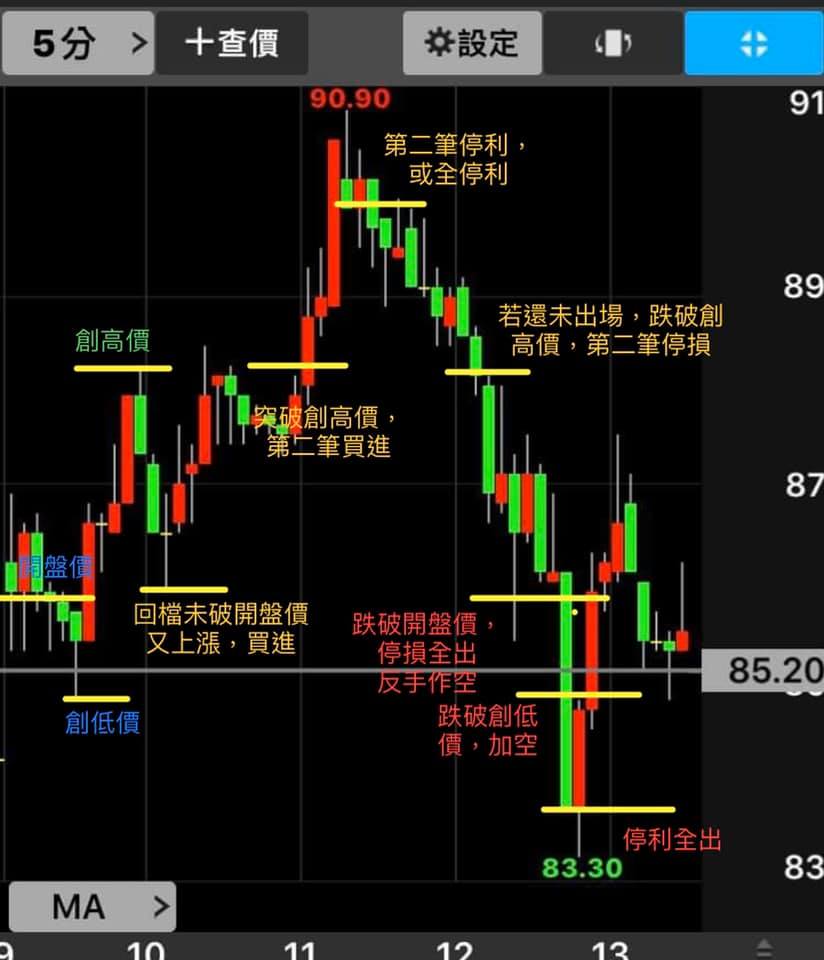 5分 >
十查價
設定
90.90
91
第二筆停利，
或全停利
89
若還未出場，跌破創
高價，第二筆停損
創高價
突破創高價，
第二筆買進
87
開盤價
回檔未破開盤價
又上漲，買進
跌破開盤價，
停損全出
反手作空
85.20
創低價
跌破創低
價，加空
停利全出
83.30
83
MA >
9
10
11
12
13